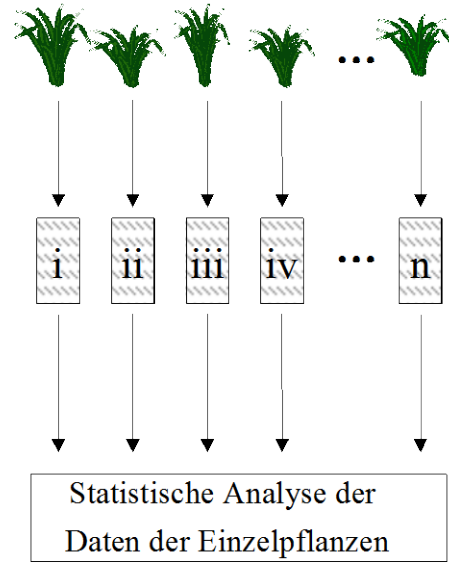 ...
i ii iii iv ... n
Statistische Analyse der
Daten der Einzelpflanzen